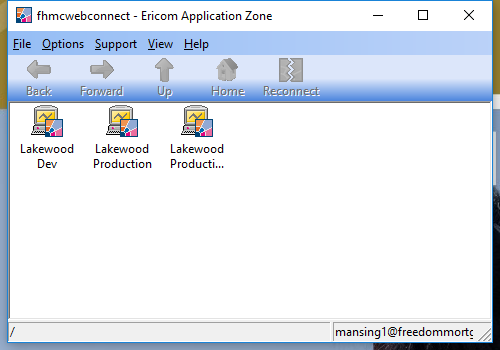 fhmcwebconnect - Ericom Application Zone
File Options Support View Help
Back Forward Up Home Reconnect
Lakewood Lakewood Lakewood
Dev Production Producti...
/ mansing1@freedommortg